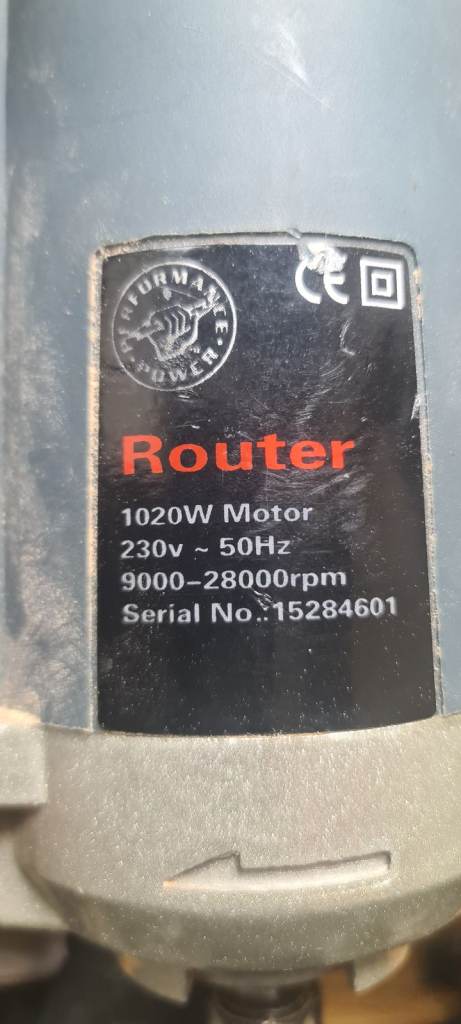 PERFORMANCE
POWER
CE
Router
1020W Motor
230v ~ 50Hz
9000-28000rpm
Serial No.:15284601